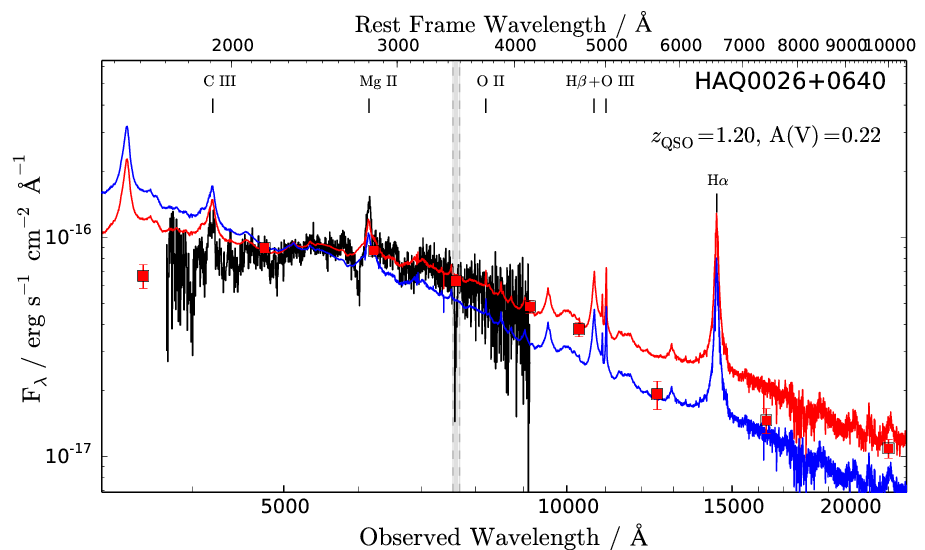 Rest Frame Wavelength / Å
2000 3000 4000 5000 6000 7000 8000 9000 10000
C III Mg II O II Hβ+O III HAQ0026+0640
z_QSO=1.20, A(V)=0.22
Hα
F_λ / erg s⁻¹ cm⁻² Å⁻¹
10⁻¹⁶
10⁻¹⁷
5000 10000 15000 20000
Observed Wavelength / Å